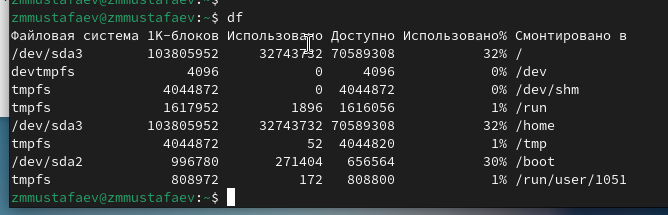 zmmustafaev@zmmustafaev:~$ df
Файловая система 1K-блоков Использовано Доступно Использовано% Смонтировано в
/dev/sda3 103805952 32743732 70589308 32% /
devtmpfs 4096 0 4096 0% /dev
tmpfs 4044872 0 4044872 0% /dev/shm
tmpfs 1617952 1896 1616056 1% /run
/dev/sda3 103805952 32743732 70589308 32% /home
tmpfs 4044872 52 4044820 1% /tmp
/dev/sda2 996780 271404 656564 30% /boot
tmpfs 808972 172 808800 1% /run/user/1051
zmmustafaev@zmmustafaev:~$